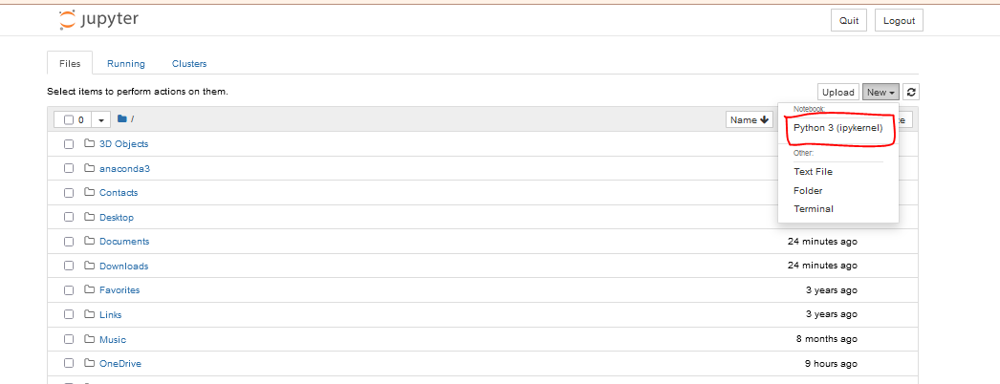 jupyter
Quit Logout
Files Running Clusters
Select items to perform actions on them.
Upload New
0 / Name
Notebook:
Python 3 (ipykernel)
Other:
Text File
Folder
Terminal
3D Objects
anaconda3
Contacts
Desktop
Documents 24 minutes ago
Downloads 24 minutes ago
Favorites 3 years ago
Links 3 years ago
Music 8 months ago
OneDrive 9 hours ago